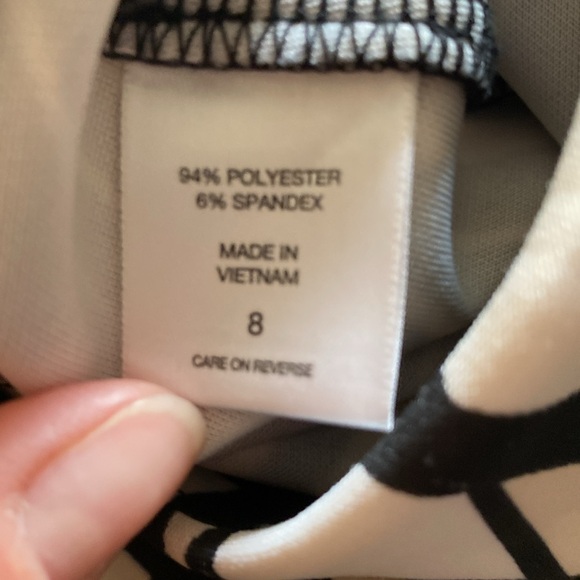 94% POLYESTER
6% SPANDEX
MADE IN
VIETNAM
8
CARE ON REVERSE